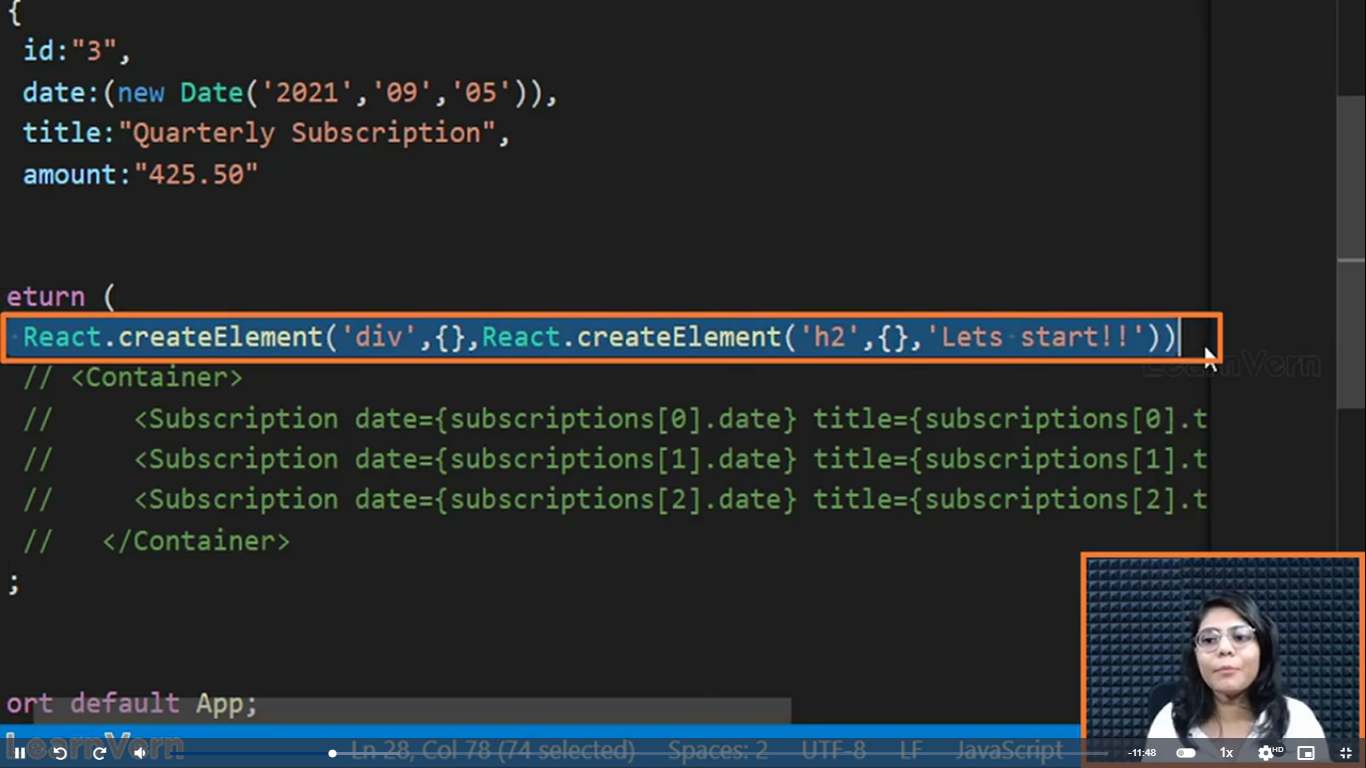 {
id:"3",
date:(new Date('2021','09','05')),
title:"Quarterly Subscription",
amount:"425.50"
eturn (
React.createElement('div',{},React.createElement('h2',{},'Lets start!!'))
LearnVern
// <Container>
//     <Subscription date={subscriptions[0].date} title={subscriptions[0].t
//     <Subscription date={subscriptions[1].date} title={subscriptions[1].t
//     <Subscription date={subscriptions[2].date} title={subscriptions[2].t
//   </Container>
;
ort default App;
LearnVern
Ln 28, Col 78 (74 selected) Spaces: 2 UTF-8 LF JavaScript
-11:48 1x HD